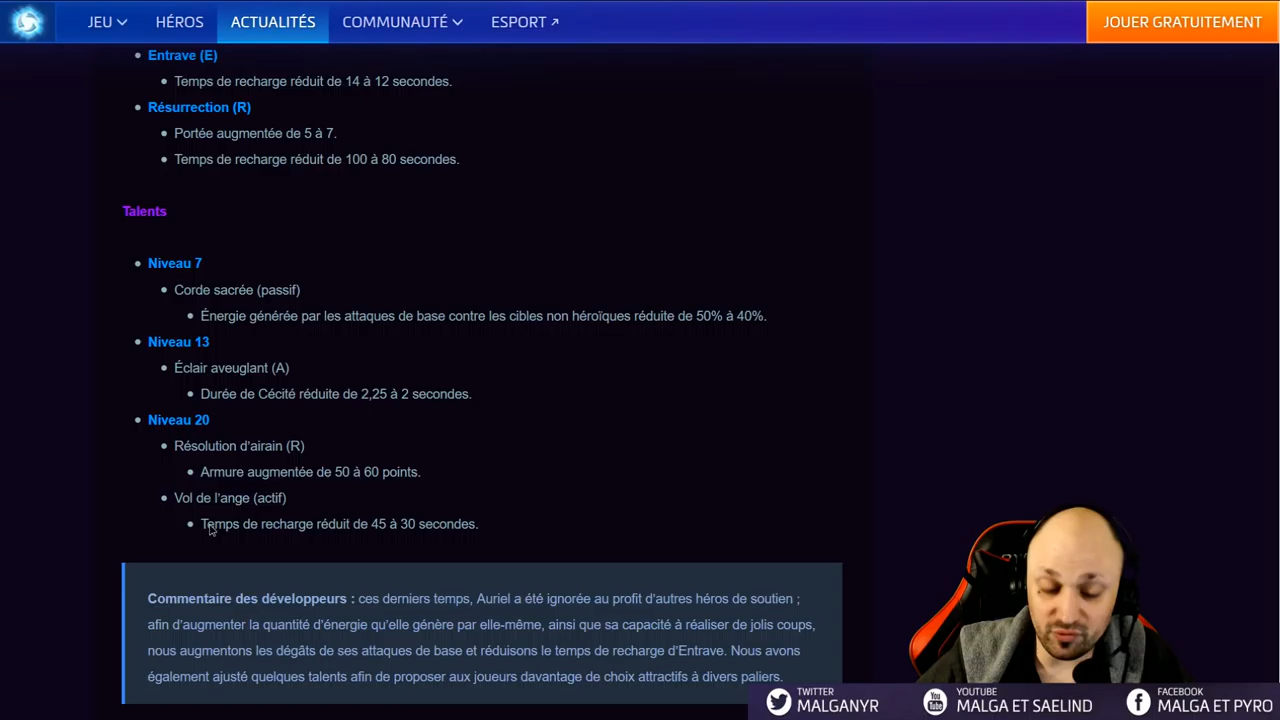 JEU HÉROS ACTUALITÉS COMMUNAUTÉ ESPORT JOUER GRATUITEMENT
Entrave (E)
Temps de recharge réduit de 14 à 12 secondes.
Résurrection (R)
Portée augmentée de 5 à 7.
Temps de recharge réduit de 100 à 80 secondes.
Talents
Niveau 7
Corde sacrée (passif)
Énergie générée par les attaques de base contre les cibles non héroïques réduite de 50% à 40%.
Niveau 13
Éclair aveuglant (A)
Durée de Cécité réduite de 2,25 à 2 secondes.
Niveau 20
Résolution d'airain (R)
Armure augmentée de 50 à 60 points.
Vol de l'ange (actif)
Temps de recharge réduit de 45 à 30 secondes.
Commentaire des développeurs : ces derniers temps, Auriel a été ignorée au profit d'autres héros de soutien ;
afin d'augmenter la quantité d'énergie qu'elle génère par elle-même, ainsi que sa capacité à réaliser de jolis coups,
nous augmentons les dégâts de ses attaques de base et réduisons le temps de recharge d'Entrave. Nous avons
également ajusté quelques talents afin de proposer aux joueurs davantage de choix attractifs à divers paliers.
TWITTER
MALGANYR
YOUTUBE
MALGA ET SAELIND
FACEBOOK
MALGA ET PYRO